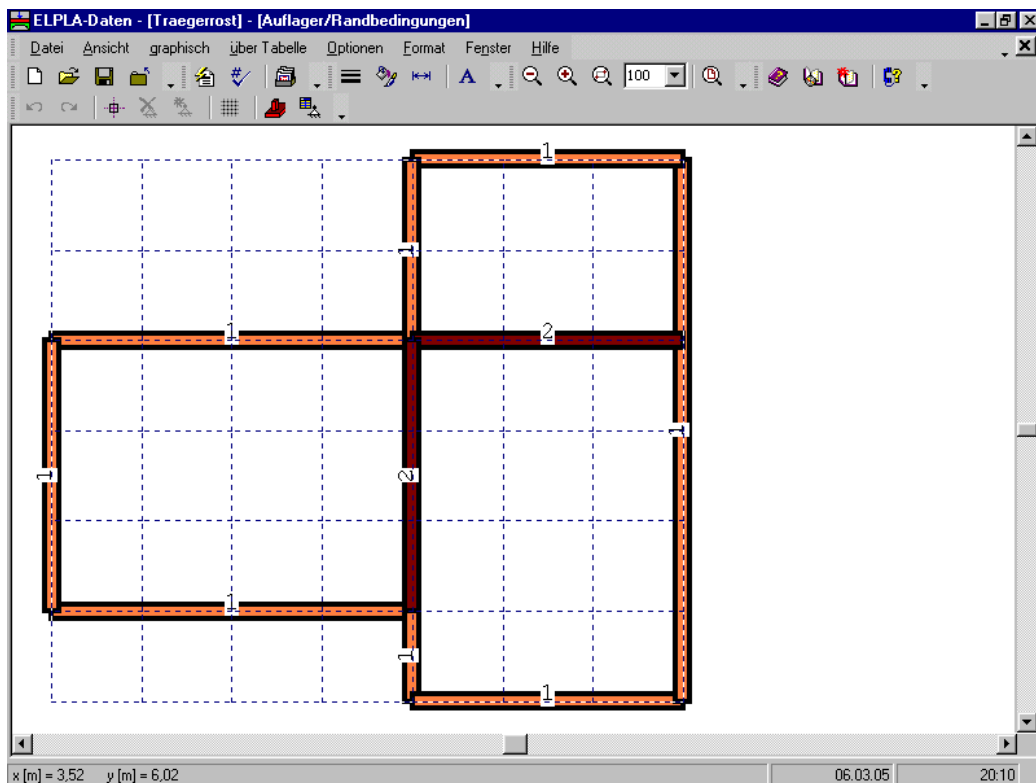 ELPLA-Daten - [Traegerrost] - [Auflager/Randbedingungen]
Datei Ansicht graphisch über Tabelle Optionen Format Fenster Hilfe
A 100
1
1
1 2
1
1 2
1
1
1
x [m] = 3,52 y [m] = 6,02 06.03.05 20:10